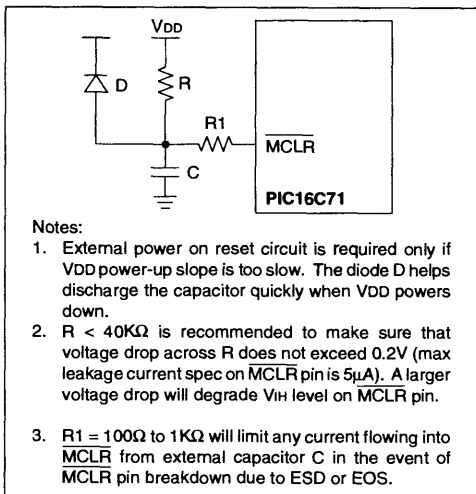 VDD
D
R
R1
MCLR
C
PIC16C71
Notes:
1. External power on reset circuit is required only if
VDD power-up slope is too slow. The diode D helps
discharge the capacitor quickly when VDD powers
down.
2. R < 40KΩ is recommended to make sure that
voltage drop across R does not exceed 0.2V (max
leakage current spec on MCLR pin is 5µA). A larger
voltage drop will degrade VIH level on MCLR pin.
3. R1 = 100Ω to 1KΩ will limit any current flowing into
MCLR from external capacitor C in the event of
MCLR pin breakdown due to ESD or EOS.